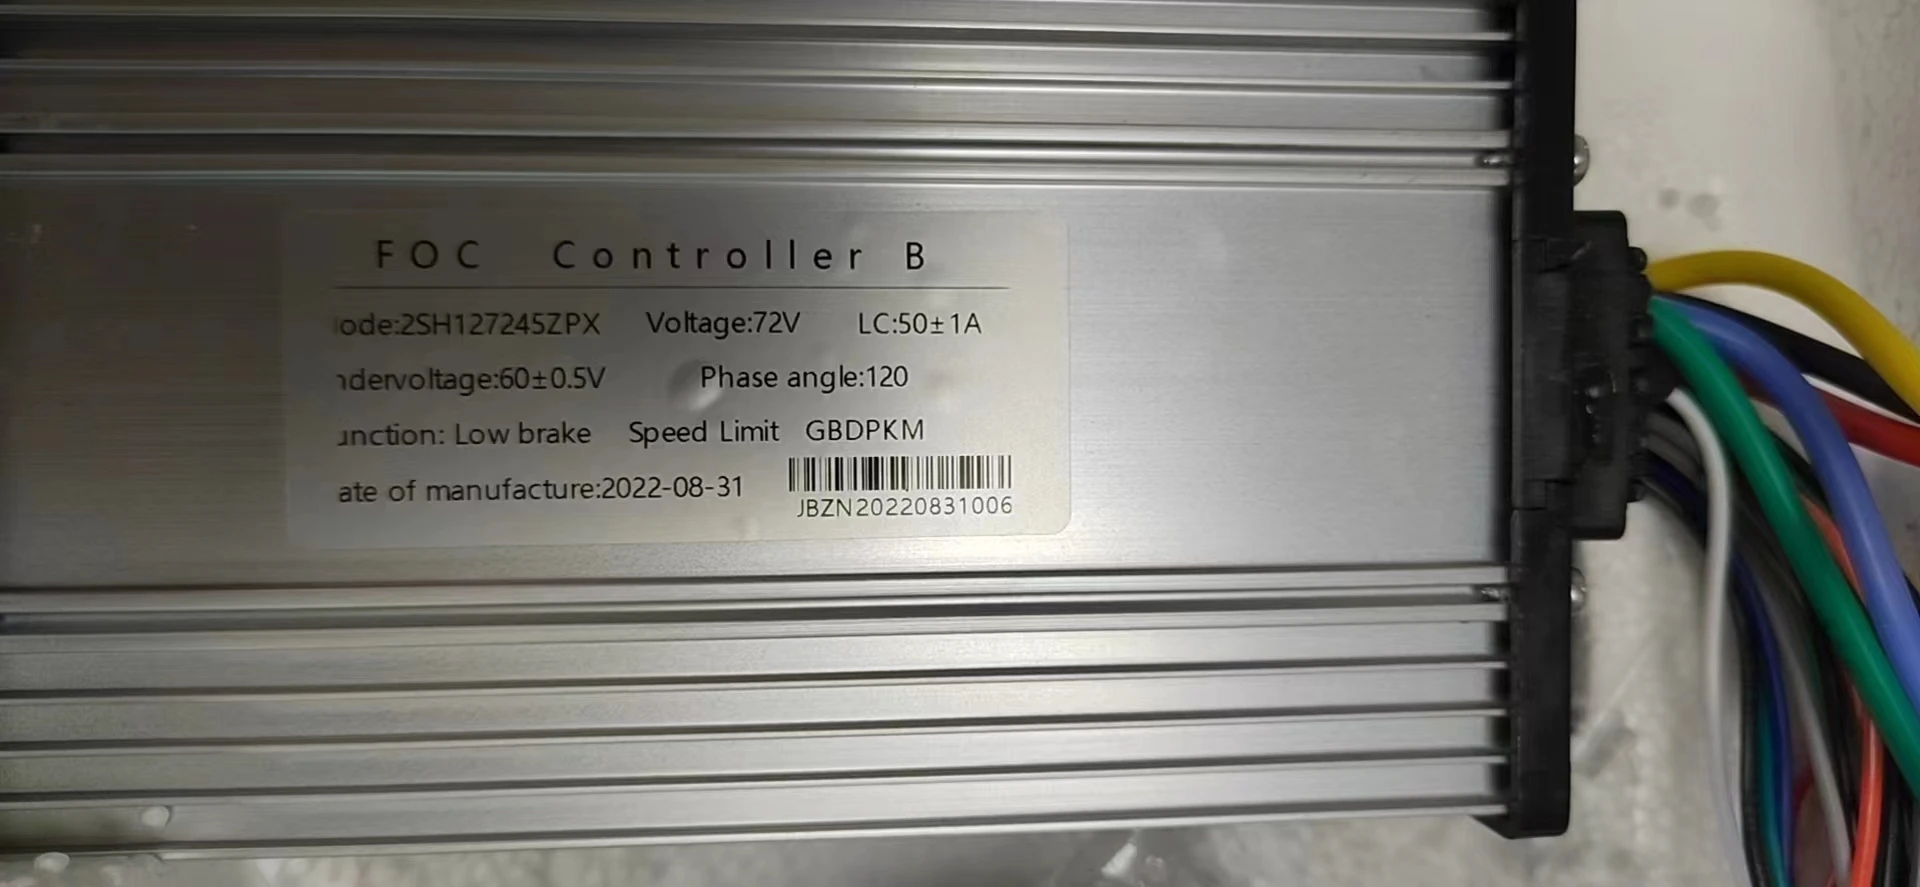 FOC Controller B
ode:2SH127245ZPX Voltage:72V LC:50±1A
dervoltage:60±0.5V Phase angle:120
unction: Low brake Speed Limit GBDPKM
ate of manufacture:2022-08-31
JBZN20220831006